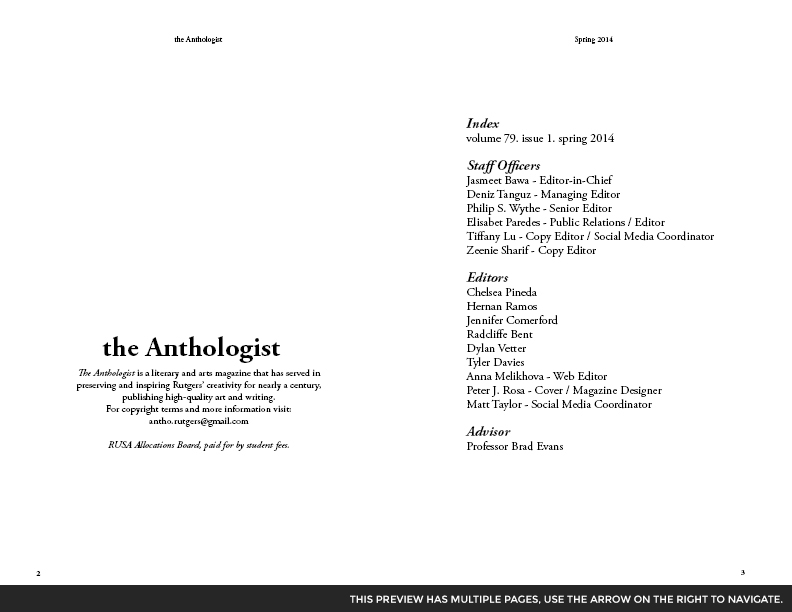 the Anthologist
the Anthologist
The Anthologist is a literary and arts magazine that has served in
preserving and inspiring Rutgers' creativity for nearly a century,
publishing high-quality art and writing.
For copyright terms and more information visit:
antho.rutgers@gmail.com
RUSA Allocations Board, paid for by student fees.
2
Spring 2014
Index
volume 79. issue 1. spring 2014
Staff Officers
Jasmeet Bawa - Editor-in-Chief
Deniz Tanguz - Managing Editor
Philip S. Wythe - Senior Editor
Elisabet Paredes - Public Relations / Editor
Tiffany Lu - Copy Editor / Social Media Coordinator
Zeenie Sharif - Copy Editor
Editors
Chelsea Pineda
Hernan Ramos
Jennifer Comerford
Radcliffe Bent
Dylan Vetter
Tyler Davies
Anna Melikhova - Web Editor
Peter J. Rosa - Cover / Magazine Designer
Matt Taylor - Social Media Coordinator
Advisor
Professor Brad Evans
3
THIS PREVIEW HAS MULTIPLE PAGES, USE THE ARROW ON THE RIGHT TO NAVIGATE.